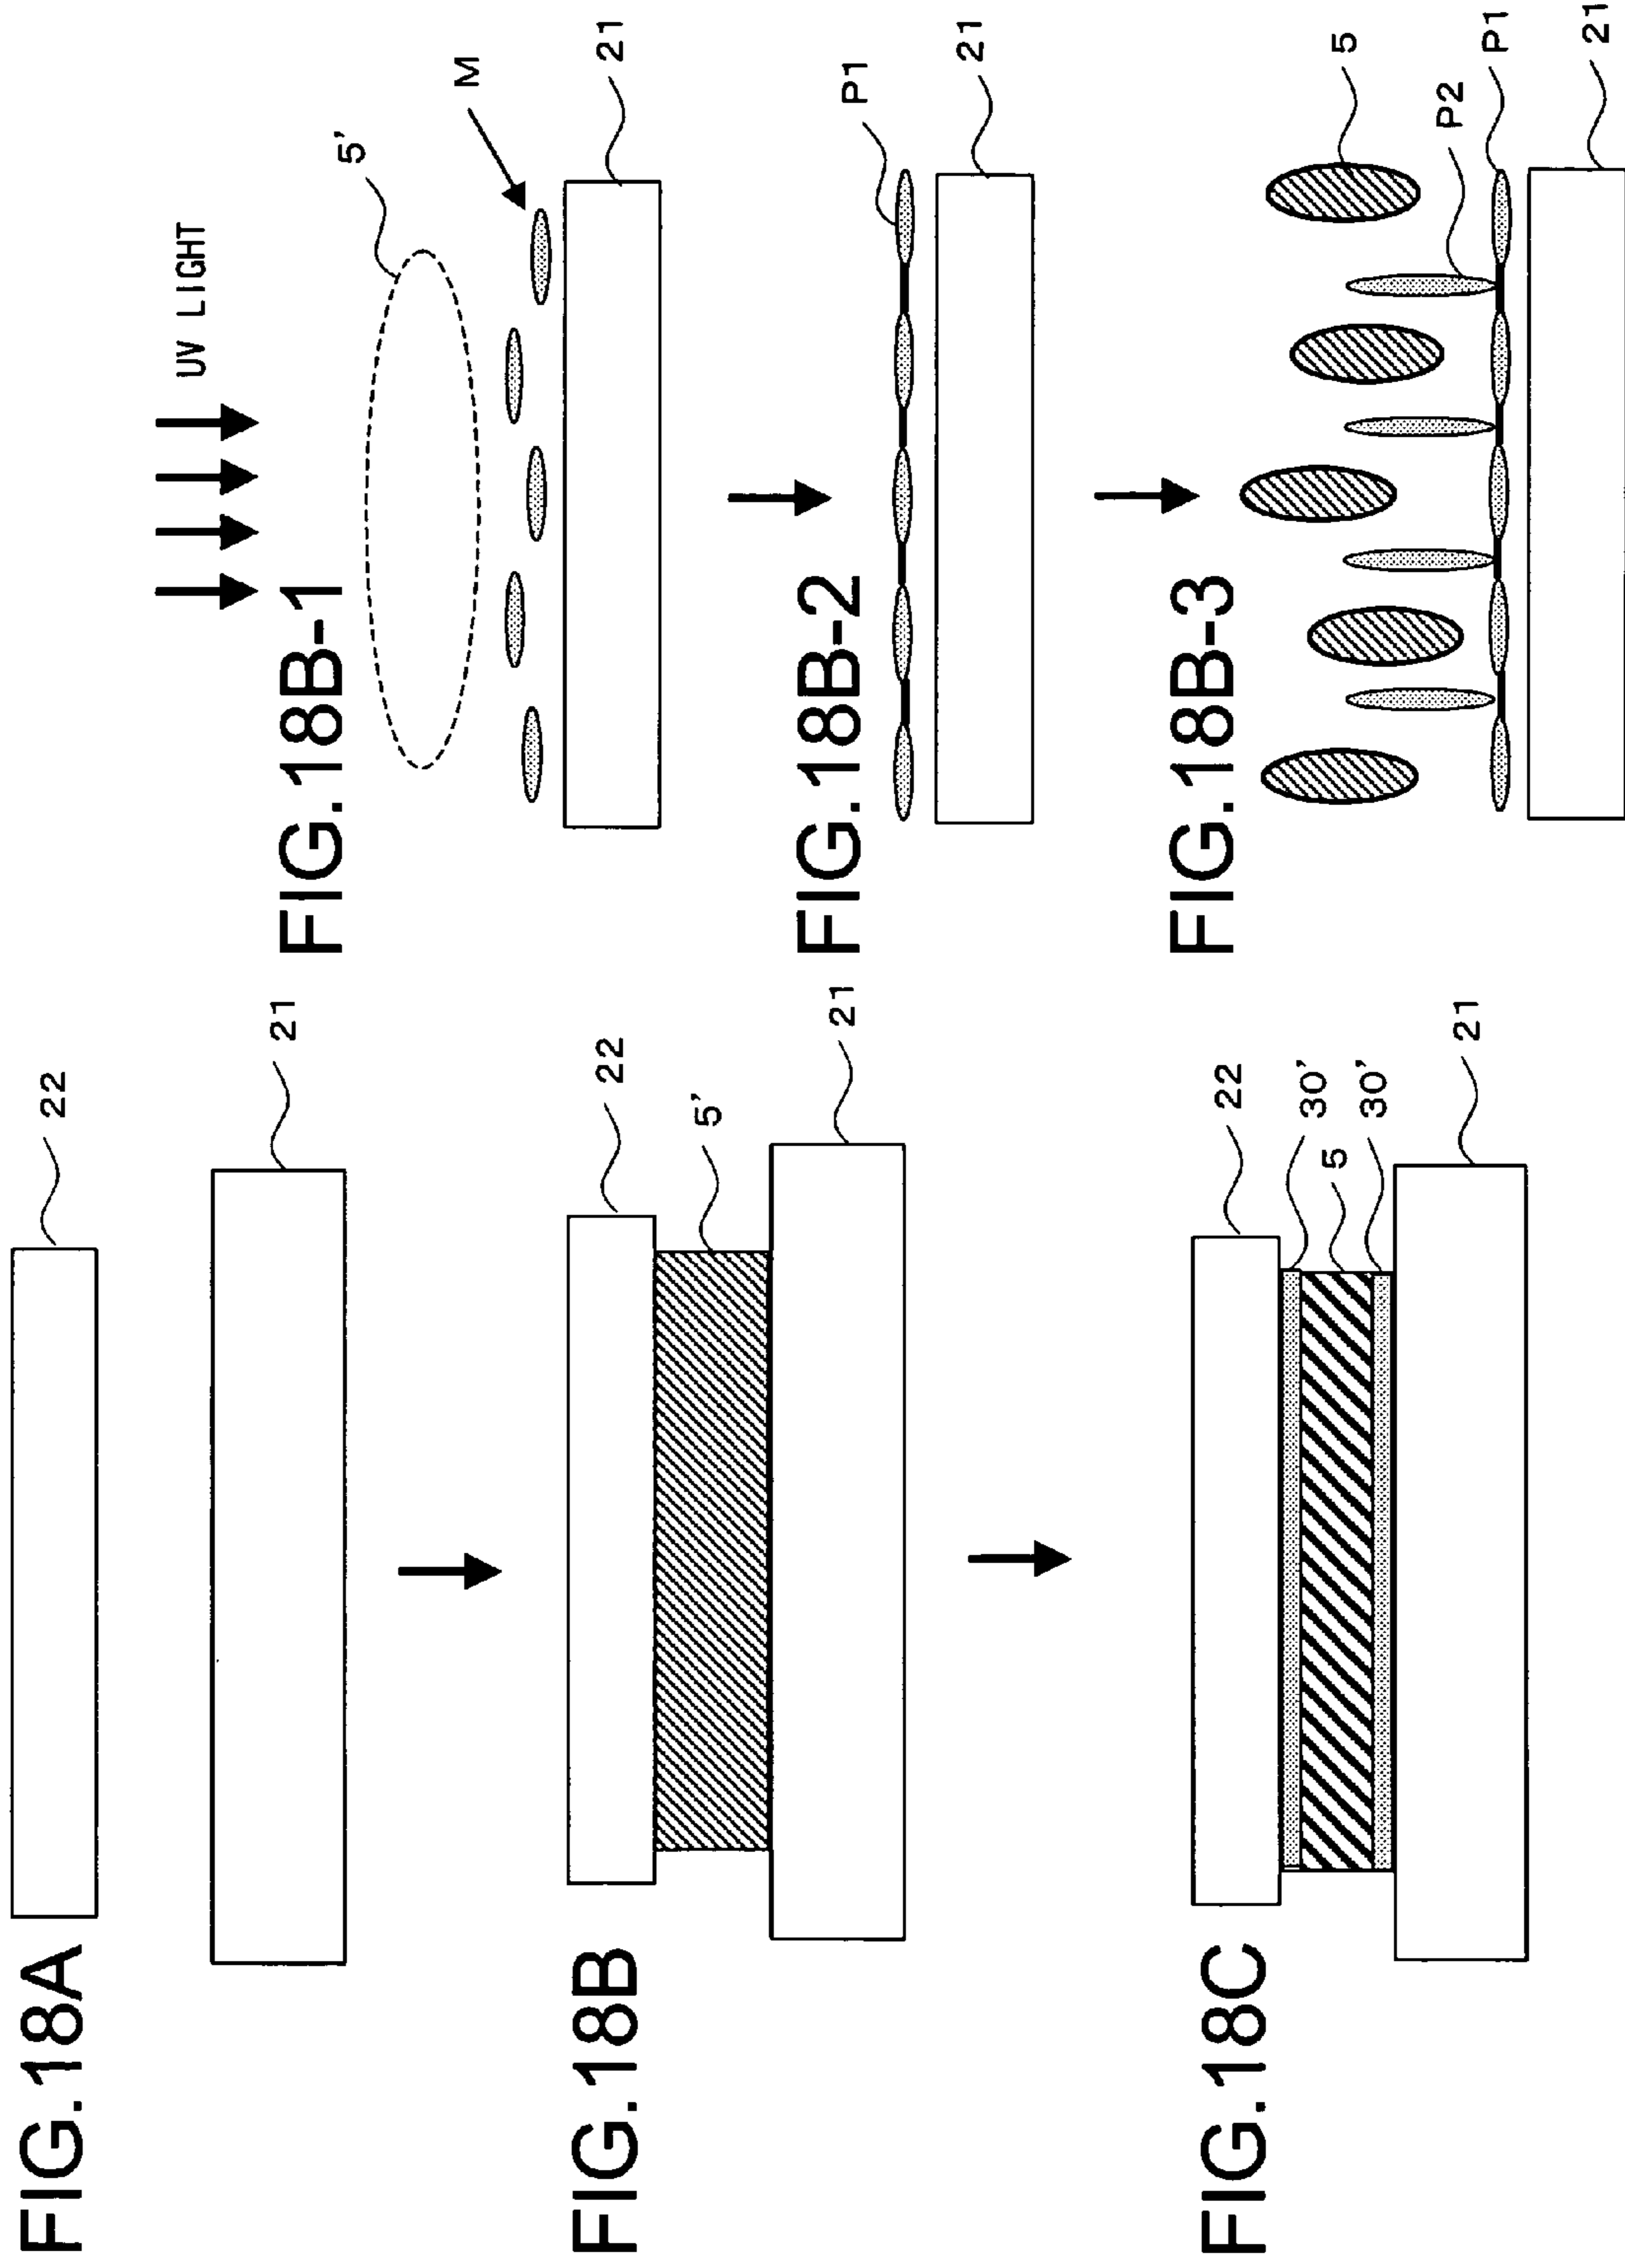 FIG.18A
22
21
FIG.18B
22
5'
21
FIG.18C
22
30'
5
30'
21
UV LIGHT
FIG.18B-1
5'
M
21
FIG.18B-2
P1
21
FIG.18B-3
5
P2
P1
21